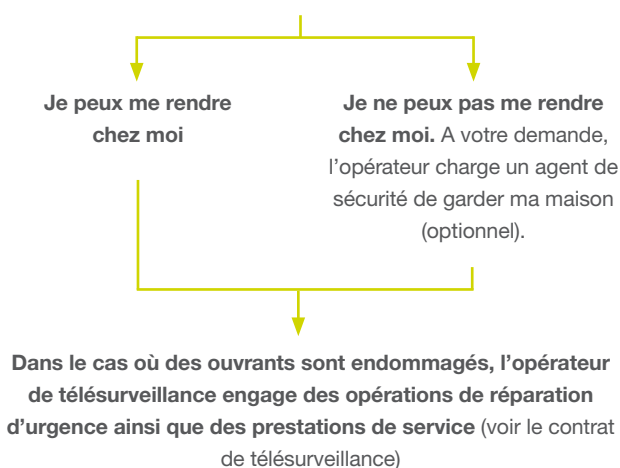 Je peux me rendre
chez moi
Je ne peux pas me rendre
chez moi. A votre demande,
l’opérateur charge un agent de
sécurité de garder ma maison
(optionnel).
Dans le cas où des ouvrants sont endommagés, l’opérateur
de télésurveillance engage des opérations de réparation
d’urgence ainsi que des prestations de service (voir le contrat
de télésurveillance)